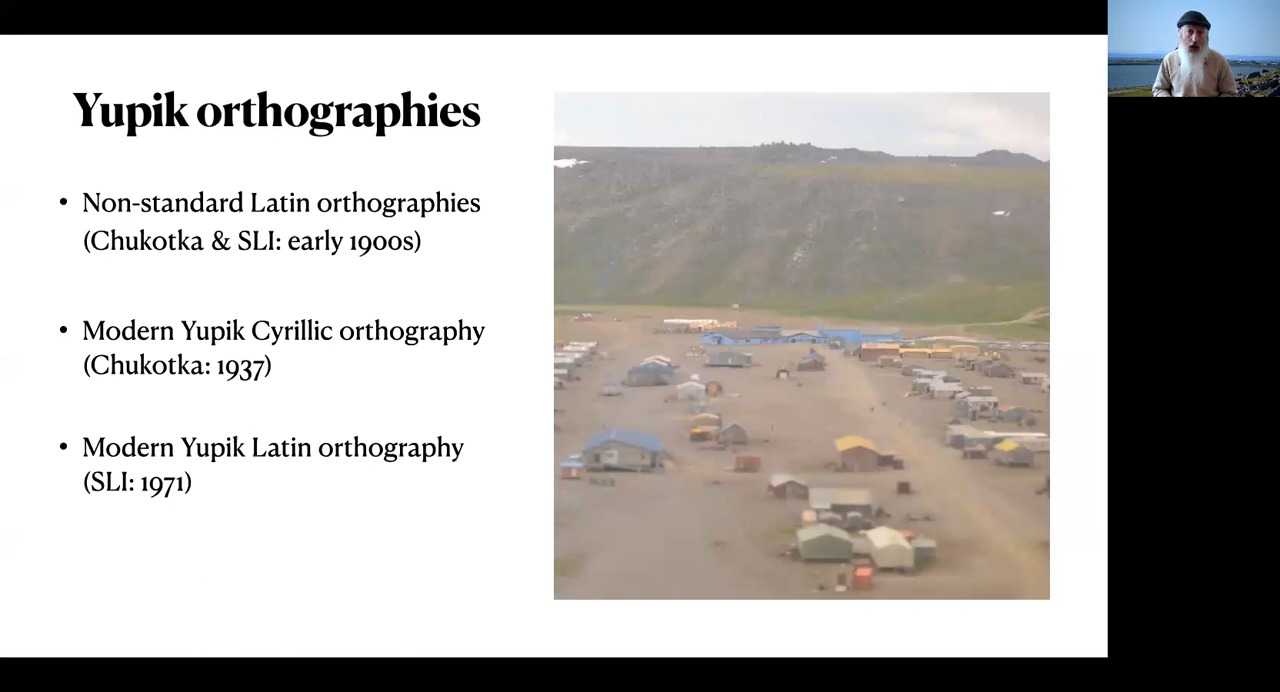 Yupik orthographies
• Non-standard Latin orthographies
(Chukotka & SLI: early 1900s)
• Modern Yupik Cyrillic orthography
(Chukotka: 1937)
• Modern Yupik Latin orthography
(SLI: 1971)